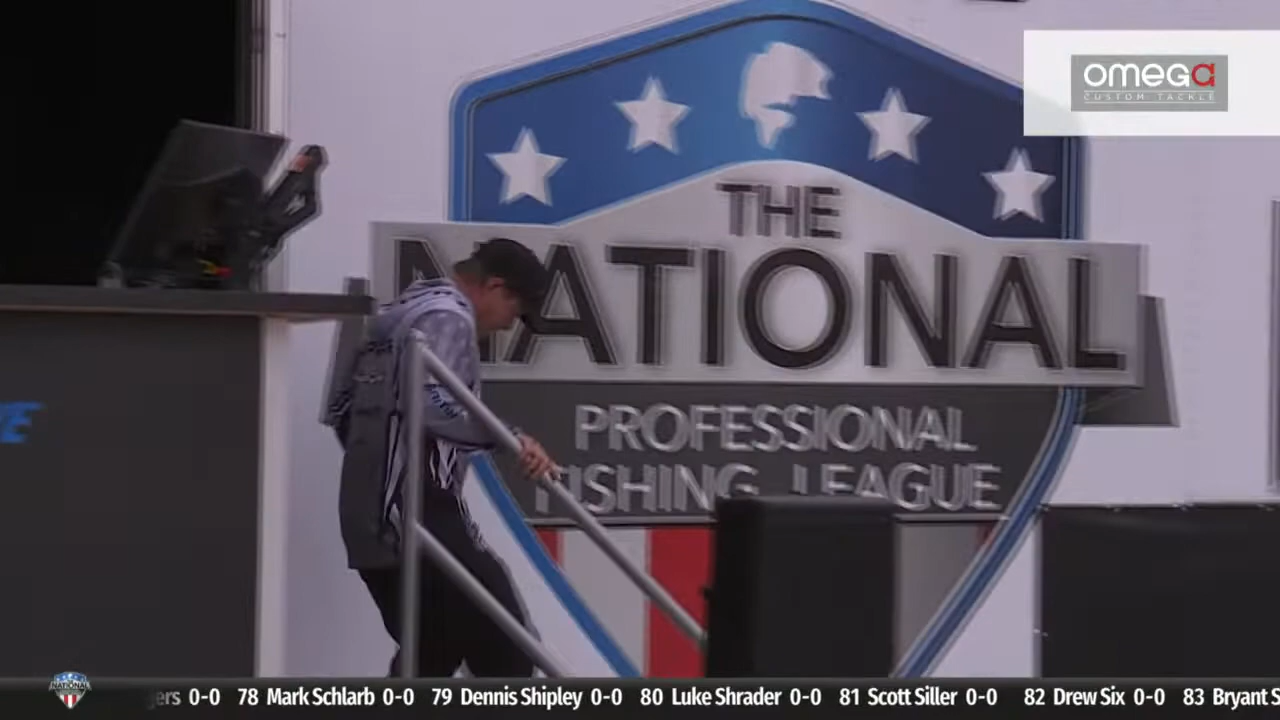 omega
CUSTOM TACKLE
THE
NATIONAL
PROFESSIONAL
FISHING LEAGUE
NATIONAL
0-0 78 Mark Schlarb 0-0 79 Dennis Shipley 0-0 80 Luke Shrader 0-0 81 Scott Siller 0-0 82 Drew Six 0-0 83 Bryant